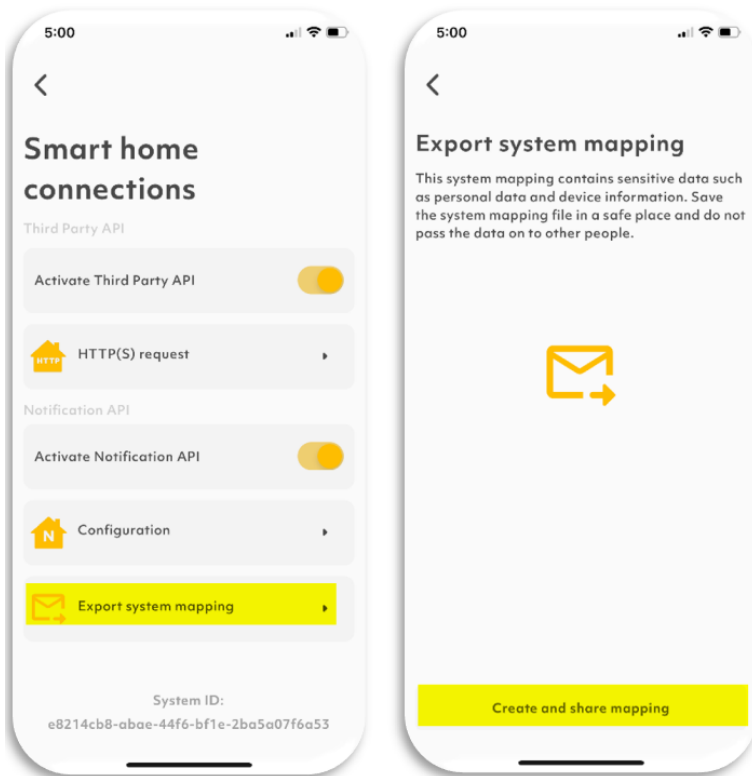 5:00
Smart home
connections
Third Party API
Activate Third Party API
HTTP
HTTP(S) request
Notification API
Activate Notification API
N
Configuration
Export system mapping
System ID:
e8214cb8-abae-44f6-bf1e-2ba5a07f6a53
5:00
Export system mapping
This system mapping contains sensitive data such
as personal data and device information. Save
the system mapping file in a safe place and do not
pass the data on to other people.
Create and share mapping